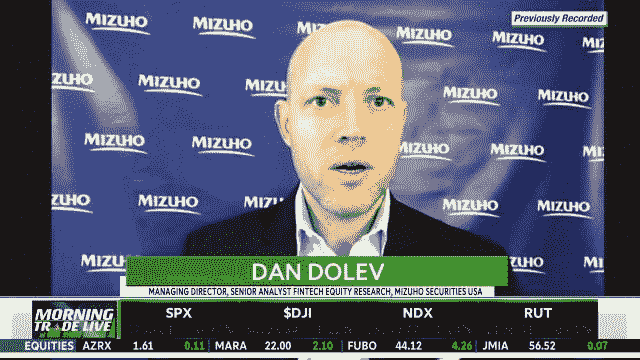 Previously Recorded
MIZUHO MIZUHO MIZUHO MIZUHO
MIZUHO MIZUHO MIZUHO MIZUHO
MIZUHO MIZUHO MIZUHO MIZUHO
MIZUHO MIZUHO MIZUHO MIZUHO
MIZUHO
DAN DOLEV
MANAGING DIRECTOR, SENIOR ANALYST FINTECH EQUITY RESEARCH, MIZUHO SECURITIES USA
MORNING TRADE LIVE
SPX $DJI NDX RUT
EQUITIES AZRX 1.61 0.11 MARA 22.00 2.10 FUBO 44.12 4.26 JMIA 56.52 0.07